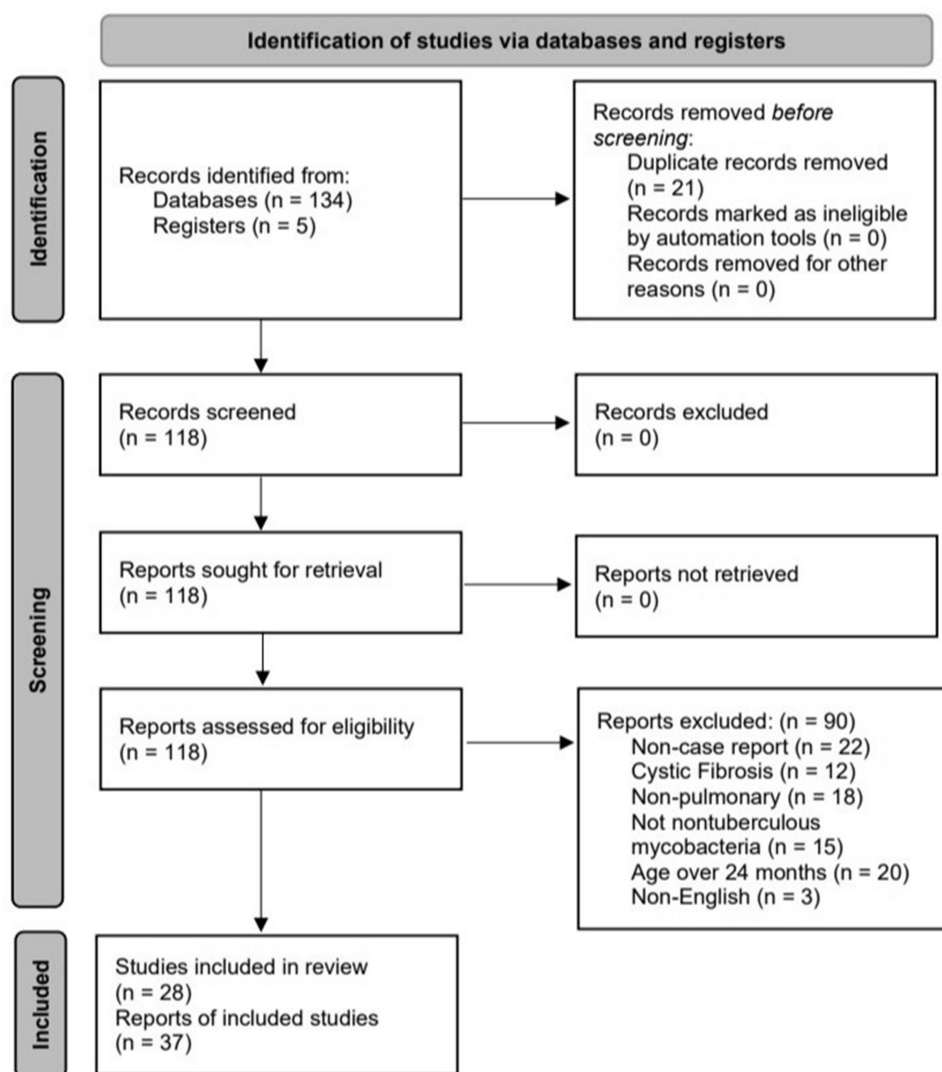 Identification of studies via databases and registers
Identification
Records identified from:
Databases (n = 134)
Registers (n = 5)
Records removed before
screening:
Duplicate records removed
(n = 21)
Records marked as ineligible
by automation tools (n = 0)
Records removed for other
reasons (n = 0)
Screening
Records screened
(n = 118)
Records excluded
(n = 0)
Reports sought for retrieval
(n = 118)
Reports not retrieved
(n = 0)
Reports assessed for eligibility
(n = 118)
Reports excluded: (n = 90)
Non-case report (n = 22)
Cystic Fibrosis (n = 12)
Non-pulmonary (n = 18)
Not nontuberculous
mycobacteria (n = 15)
Age over 24 months (n = 20)
Non-English (n = 3)
Included
Studies included in review
(n = 28)
Reports of included studies
(n = 37)